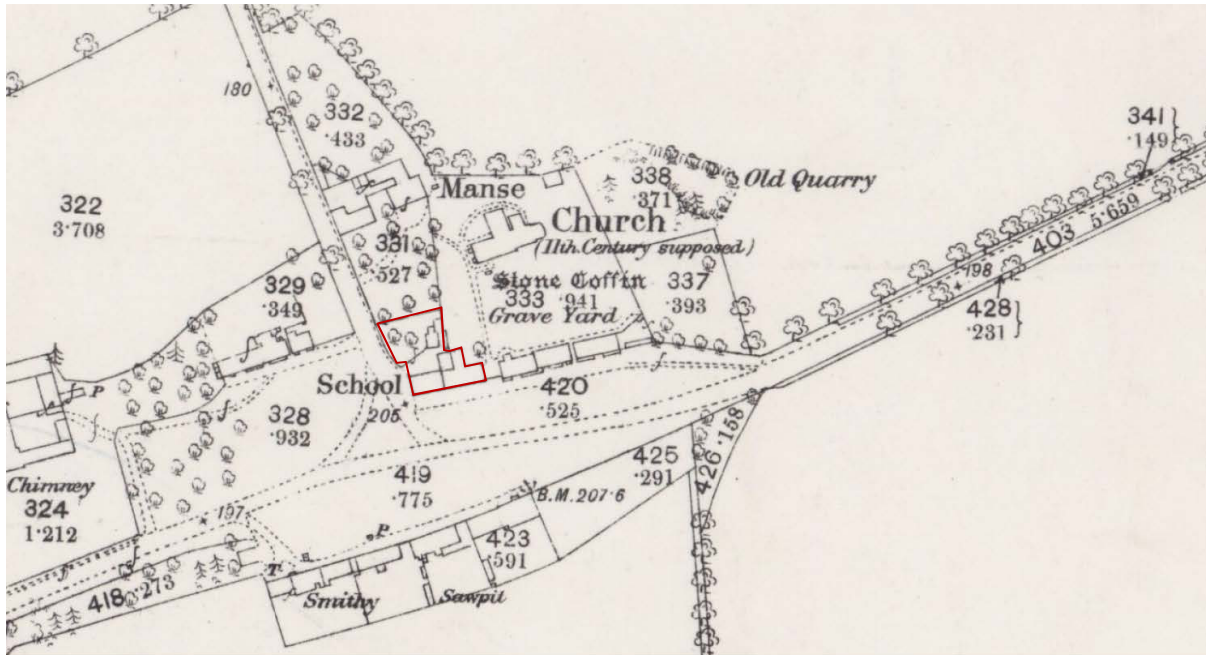 180
332
·433
341
·149
Manse
338
·371
Old Quarry
322
3·708
Church
(11th. Century supposed)
5·659
403
331
·527
198
329
·349
Stone Coffin
333 ·941
337
·393
Grave Yard
428
·231
School
205
420
·525
P
328
·932
426 ·158
425
·291
419
·775
Chimney
324
1·212
B.M. 207·6
197
P
423
·591
418 ·273
T
Smithy
Sawpit